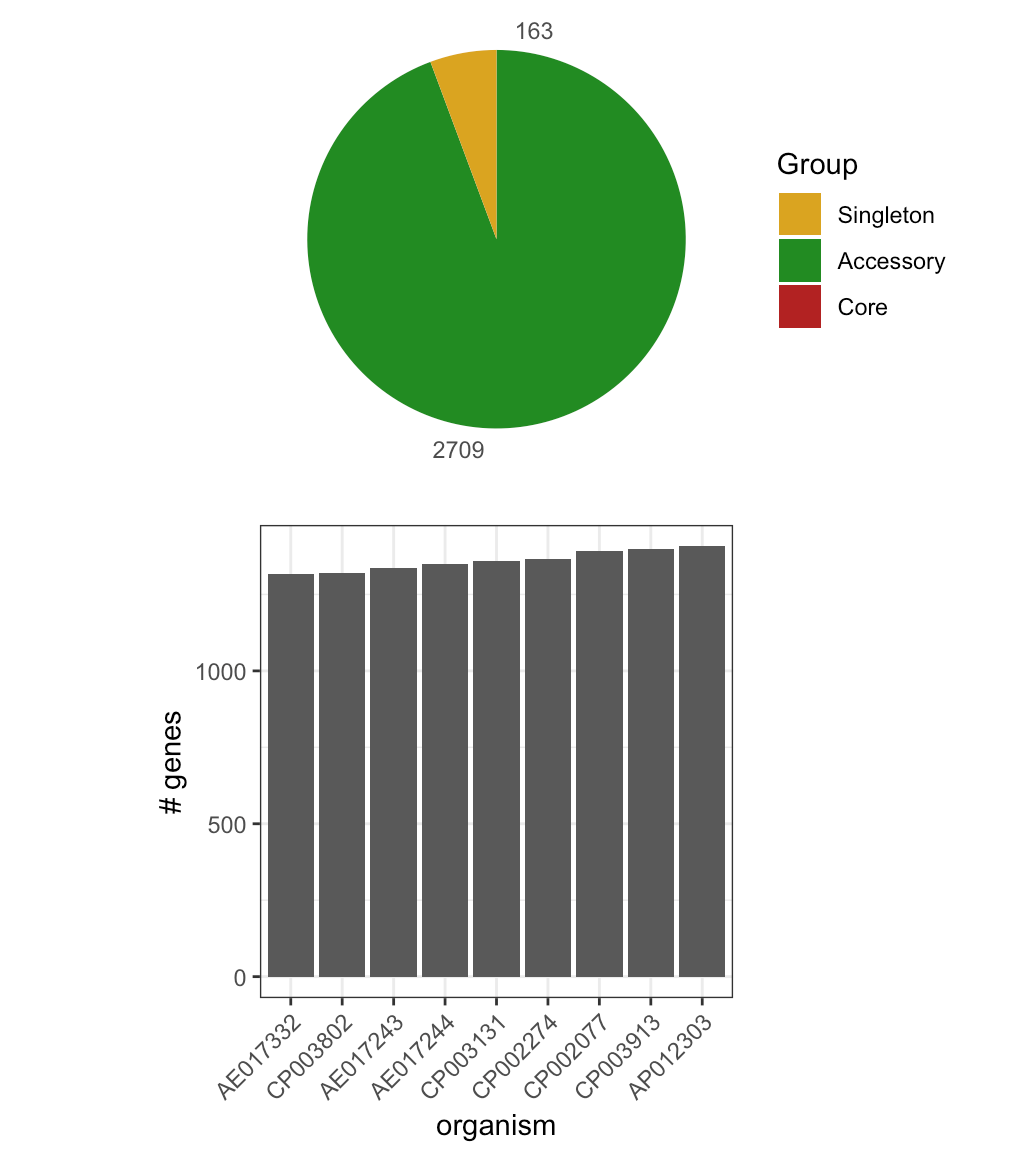 163
Group
Singleton
Accessory
Core
2709
1000
500
0
# genes
AE017332
CP003802
AE017243
AE017244
CP003131
CP002274
CP002077
CP003913
AP012303
organism